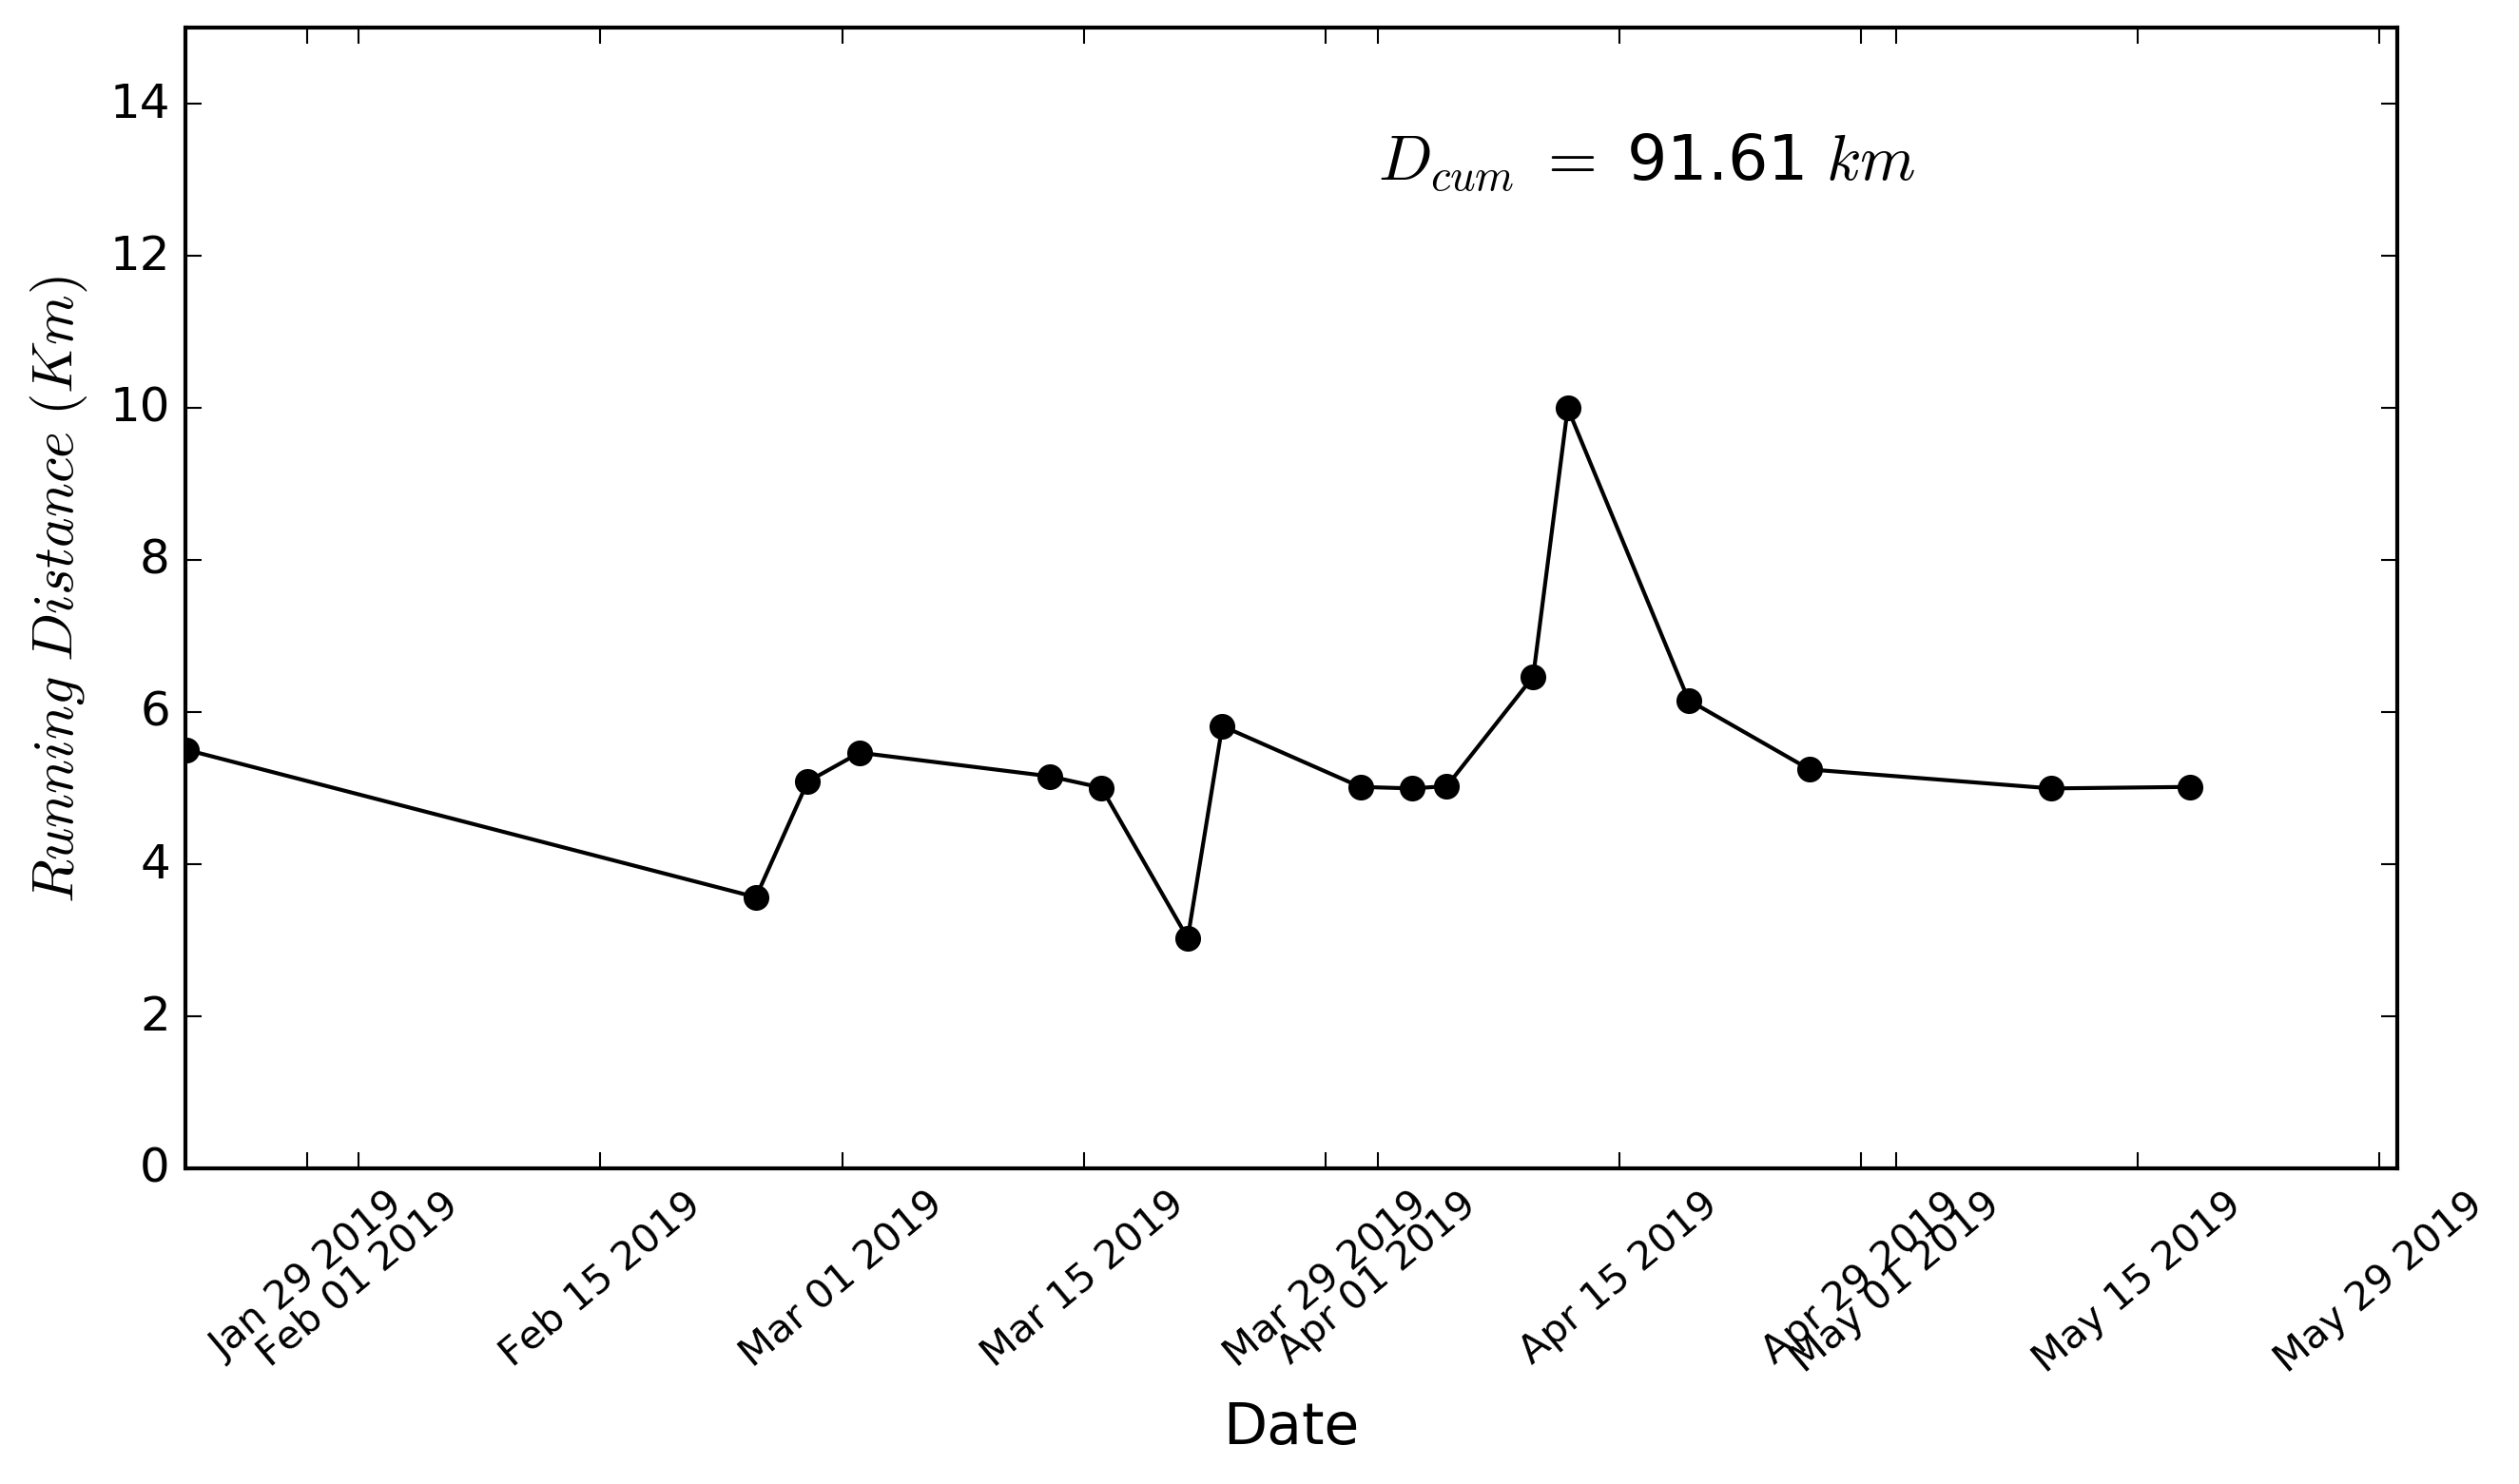 D_cum = 91.61 km
Running Distance (Km)
14
12
10
8
6
4
2
0
Jan 29 2019
Feb 01 2019
Feb 15 2019
Mar 01 2019
Mar 15 2019
Mar 29 2019
Apr 01 2019
Apr 15 2019
Apr 29 2019
May 01 2019
May 15 2019
May 29 2019
Date